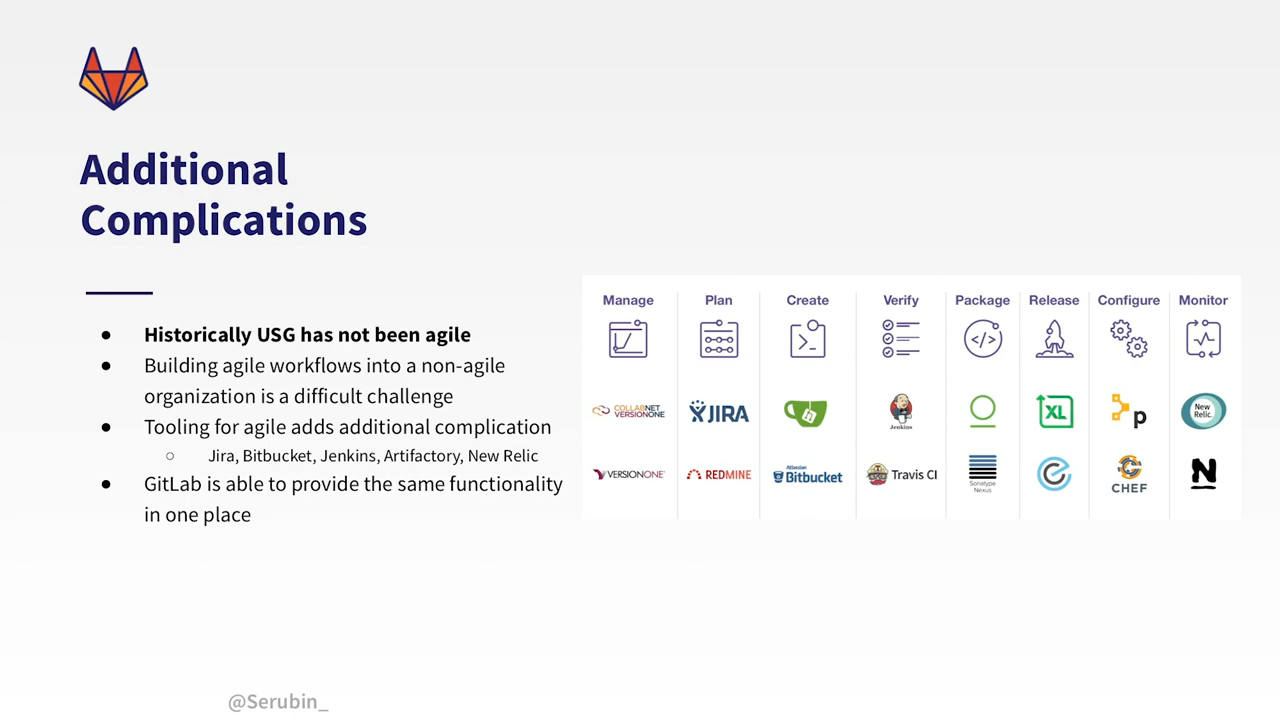 Additional
Complications
● Historically USG has not been agile
● Building agile workflows into a non-agile
organization is a difficult challenge
● Tooling for agile adds additional complication
○ Jira, Bitbucket, Jenkins, Artifactory, New Relic
● GitLab is able to provide the same functionality
in one place
Manage Plan Create Verify Package Release Configure Monitor
COLLABNET
VERSIONONE
JIRA
Jenkins
XL
p
New
Relic
VERSIONONE
REDMINE
Atlassian
Bitbucket
Travis CI
Sonatype
Nexus
CHEF
N
@Serubin_